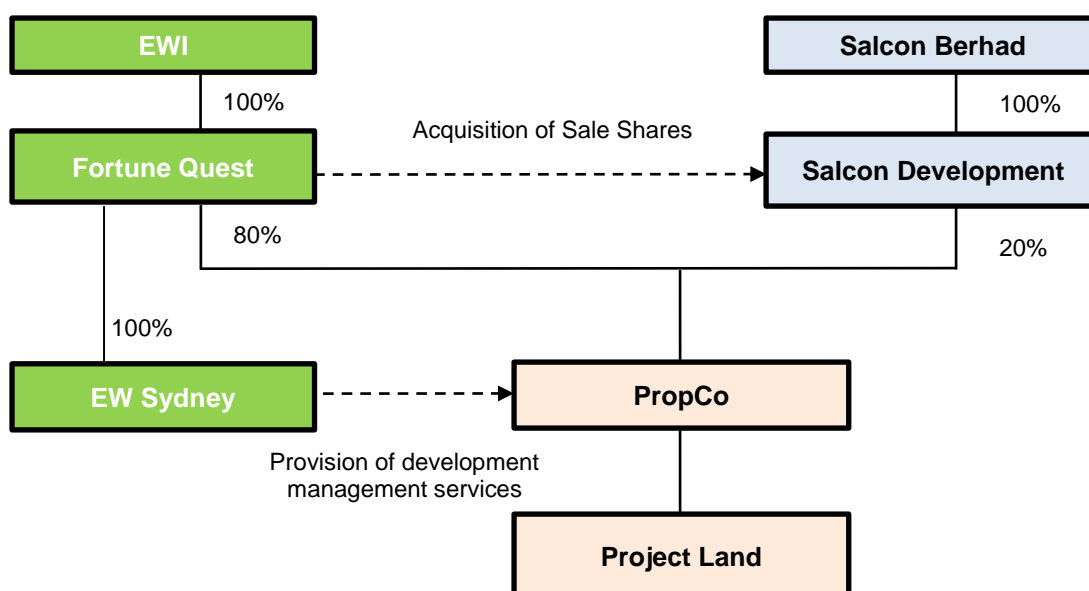 EWI
Salcon Berhad
100%
100%
Acquisition of Sale Shares
Fortune Quest
Salcon Development
80%
20%
100%
EW Sydney
PropCo
Provision of development
management services
Project Land